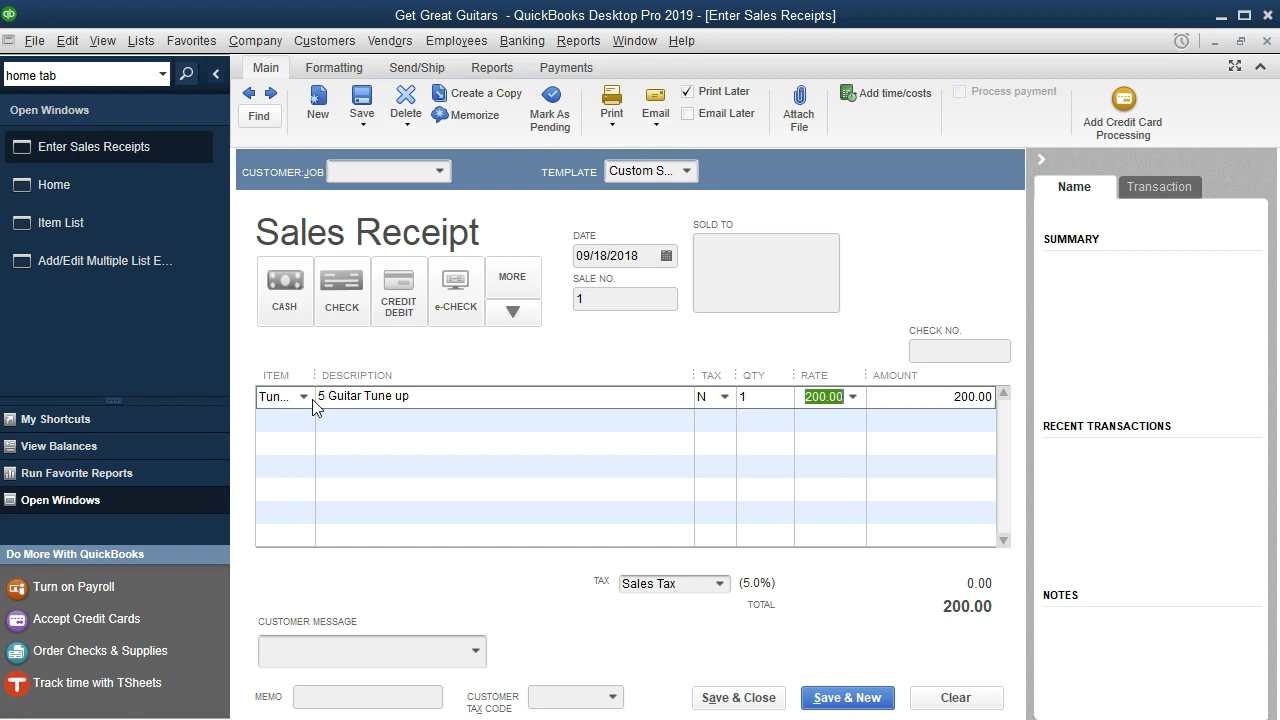 qb Get Great Guitars - QuickBooks Desktop Pro 2019 - [Enter Sales Receipts]
File Edit View Lists Favorites Company Customers Vendors Employees Banking Reports Window Help
home tab
Open Windows
Enter Sales Receipts
Home
Item List
Add/Edit Multiple List E...
My Shortcuts
View Balances
Run Favorite Reports
Open Windows
Do More With QuickBooks
Turn on Payroll
Accept Credit Cards
Order Checks & Supplies
Track time with TSheets
Main Formatting Send/Ship Reports Payments
Find
New
Save
Delete
Create a Copy
Memorize
Mark As
Pending
Print
Email
Print Later
Email Later
Attach
File
Add time/costs
Process payment
Add Credit Card
Processing
CUSTOMER:JOB
TEMPLATE Custom S...
Sales Receipt
CASH
CHECK
CREDIT
DEBIT
e-CHECK
MORE
DATE
09/18/2018
SALE NO.
1
SOLD TO
CHECK NO.
ITEM DESCRIPTION TAX QTY RATE AMOUNT
Tun... 5 Guitar Tune up N 1 200.00 200.00
TAX Sales Tax (5.0%) 0.00
TOTAL 200.00
CUSTOMER MESSAGE
MEMO
CUSTOMER
TAX CODE
Save & Close
Save & New
Clear
Name Transaction
SUMMARY
RECENT TRANSACTIONS
NOTES